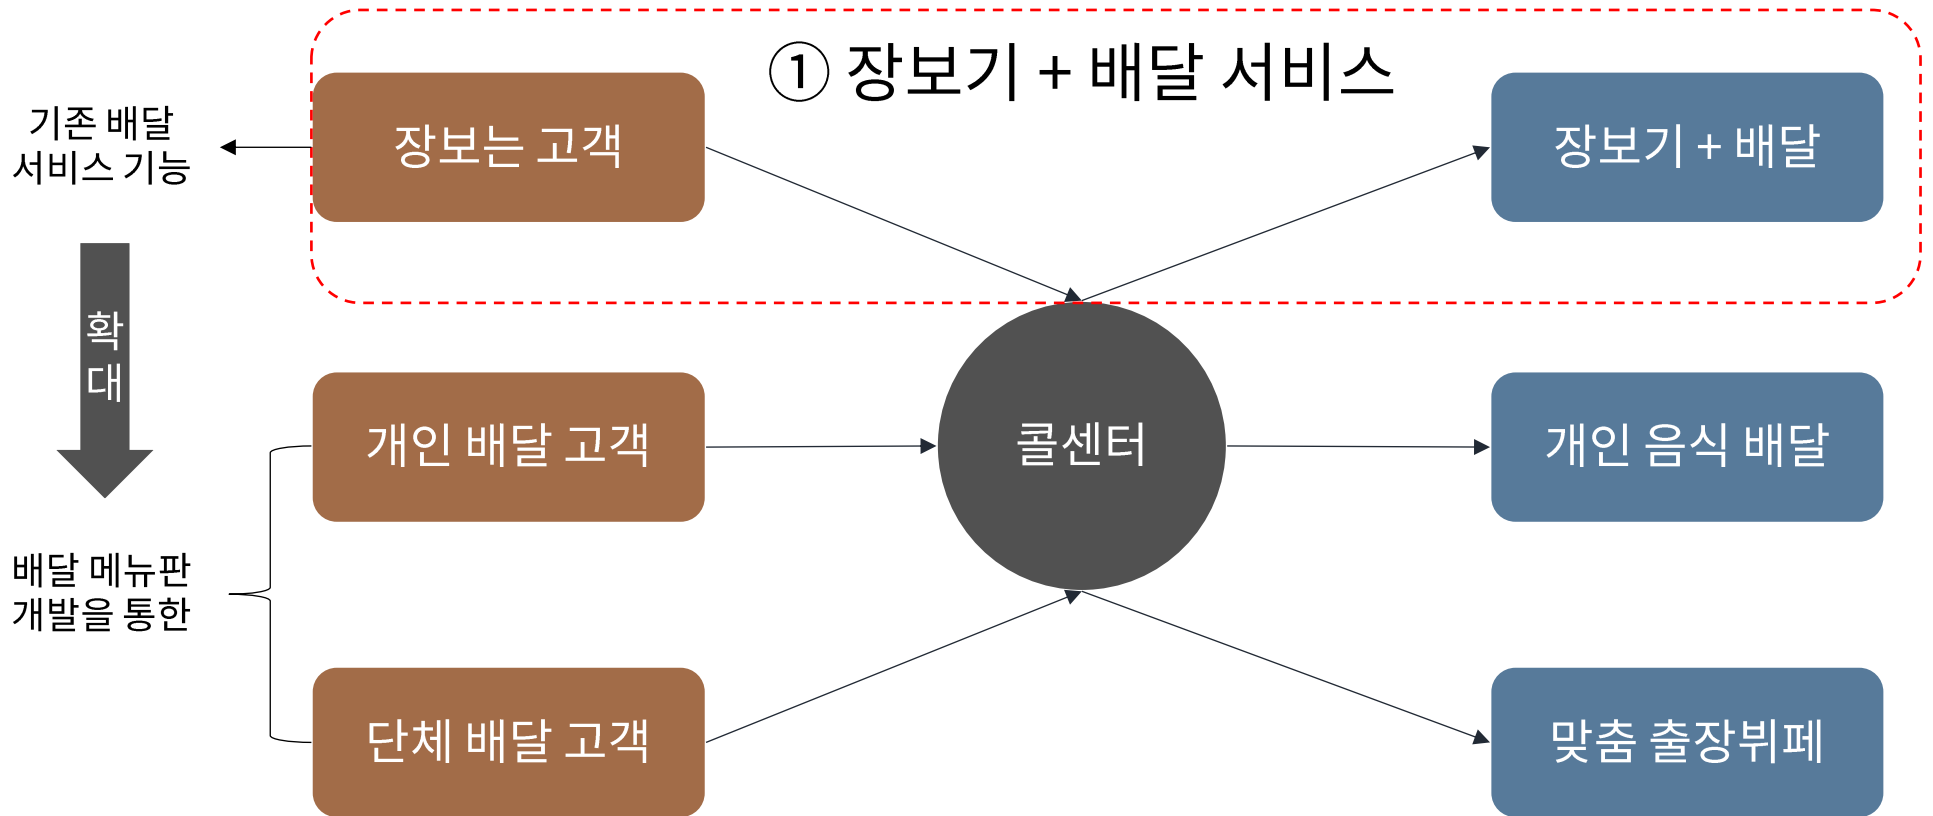 ① 장보기 + 배달 서비스
기존 배달
서비스 기능
장보는 고객
장보기 + 배달
확
대
개인 배달 고객
콜센터
개인 음식 배달
배달 메뉴판
개발을 통한
단체 배달 고객
맞춤 출장뷔페